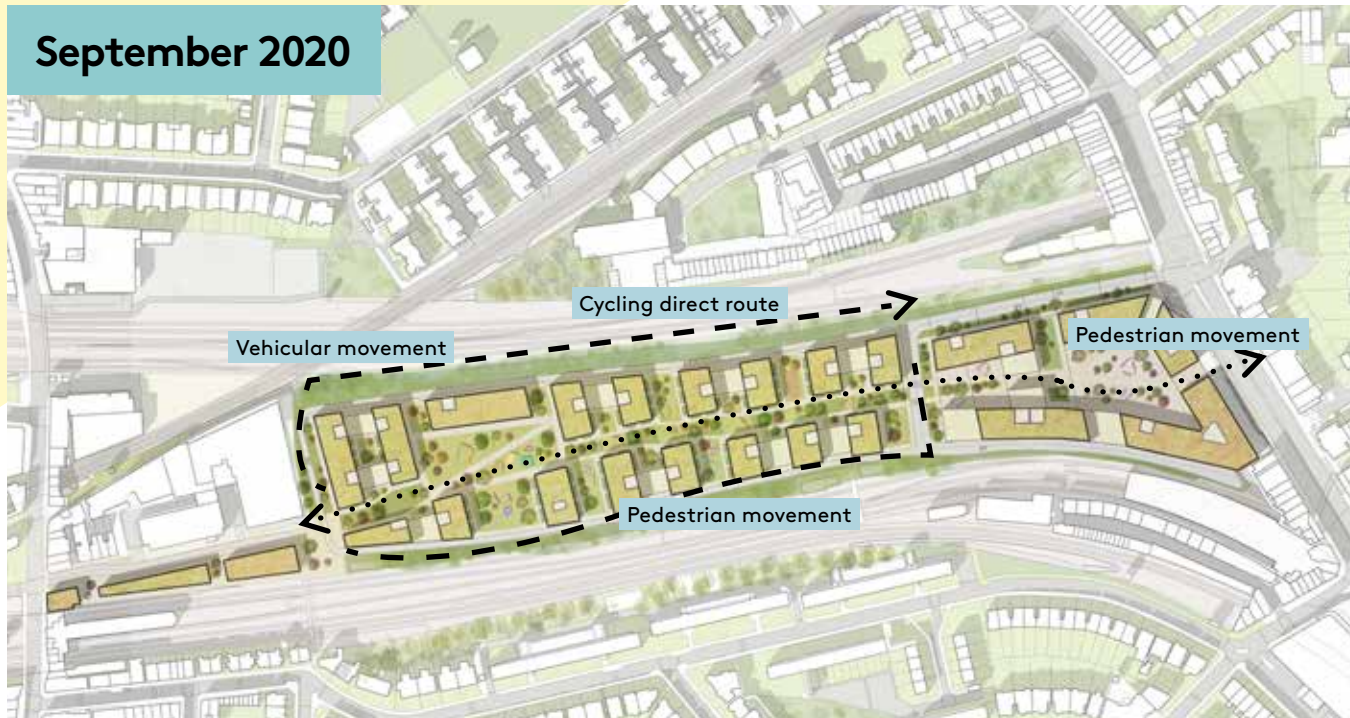 September 2020
Cycling direct route
Vehicular movement
Pedestrian movement
Pedestrian movement